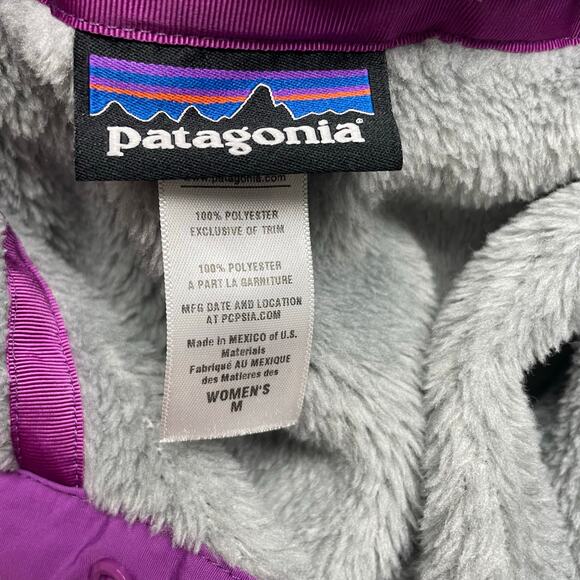 patagonia®
www.patagonia.com
100% POLYESTER
EXCLUSIVE OF TRIM
100% POLYESTER
A PART LA GARNITURE
MFG DATE AND LOCATION
AT PCPSIA.COM
Made in MEXICO of U.S.
Materials
Fabriqué AU MEXIQUE
des Matieres des
WOMEN'S
M